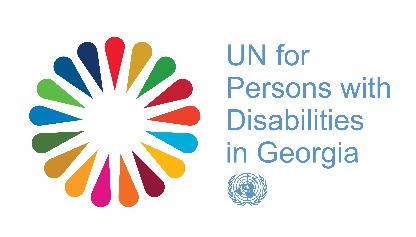 UN for
Persons with
Disabilities
in Georgia